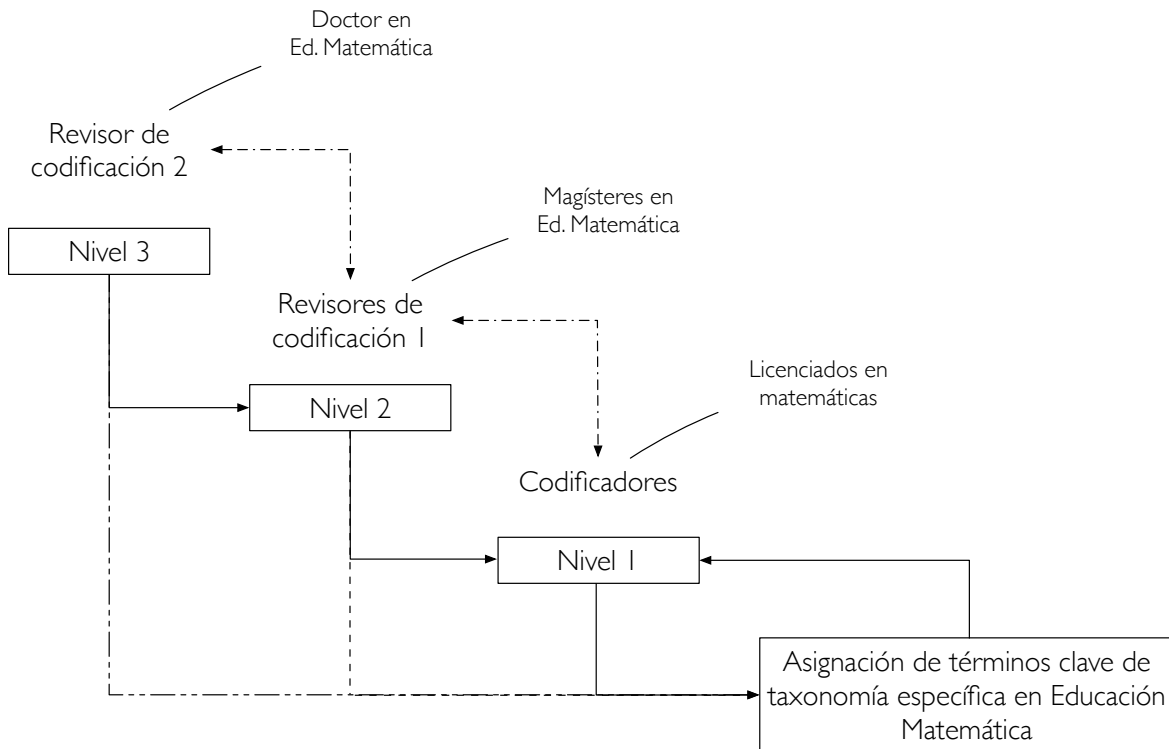 Doctor en
Ed. Matemática
Revisor de
codificación 2
Magísteres en
Ed. Matemática
Nivel 3
Revisores de
codificación 1
Licenciados en
matemáticas
Nivel 2
Codificadores
Nivel 1
Asignación de términos clave de
taxonomía específica en Educación
Matemática